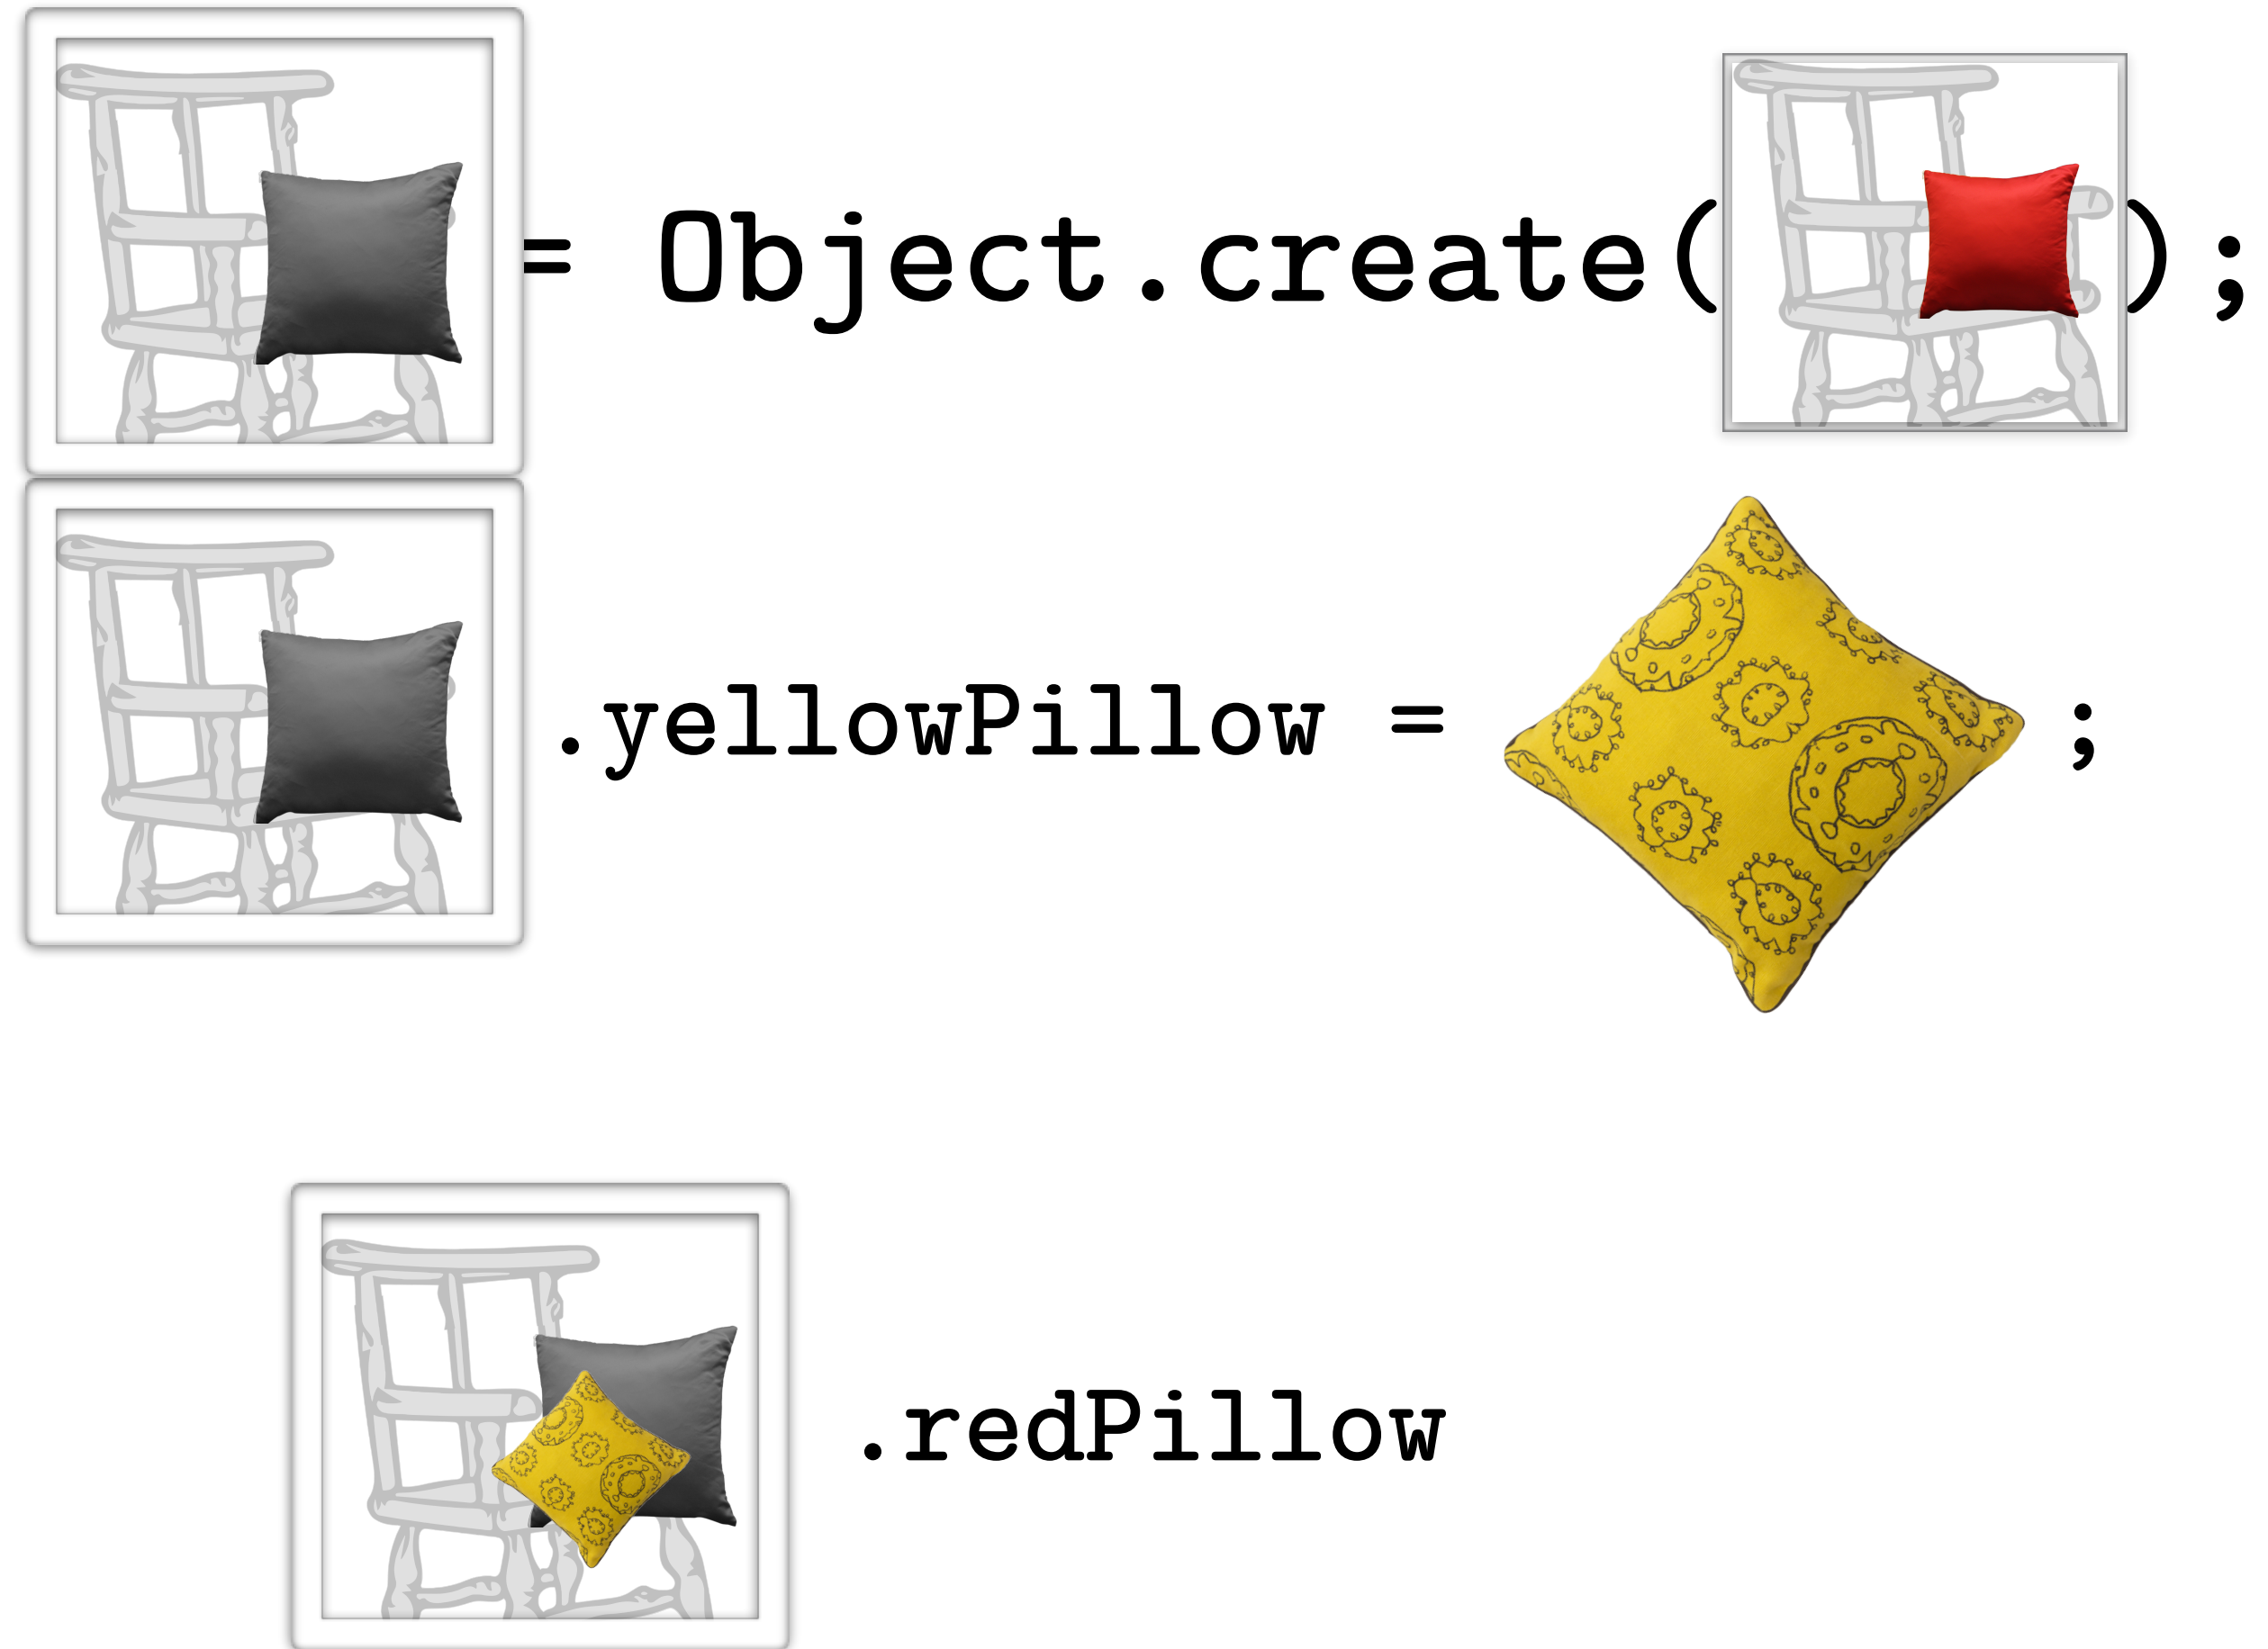 = Object.create( );
.yellowPillow = ;
.redPillow